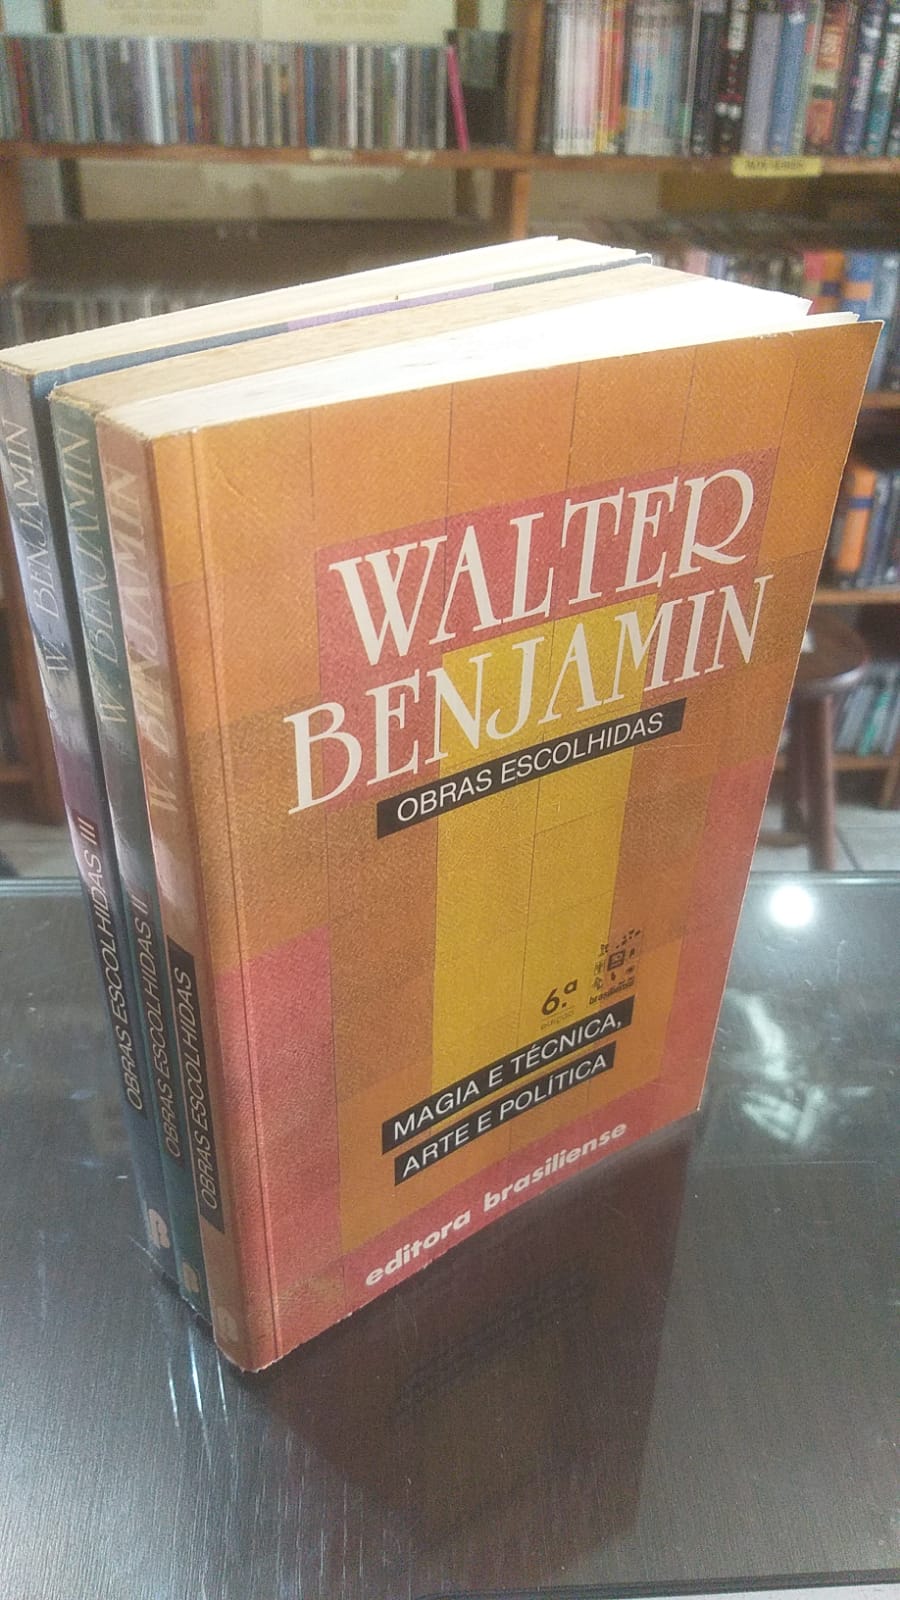 WALTER
BENJAMIN
OBRAS ESCOLHIDAS
6.ª
edição
brasiliense
MAGIA E TÉCNICA,
ARTE E POLÍTICA
editora brasiliense
W. BENJAMIN
OBRAS ESCOLHIDAS
W. BENJAMIN
OBRAS ESCOLHIDAS II
W. BENJAMIN
OBRAS ESCOLHIDAS III